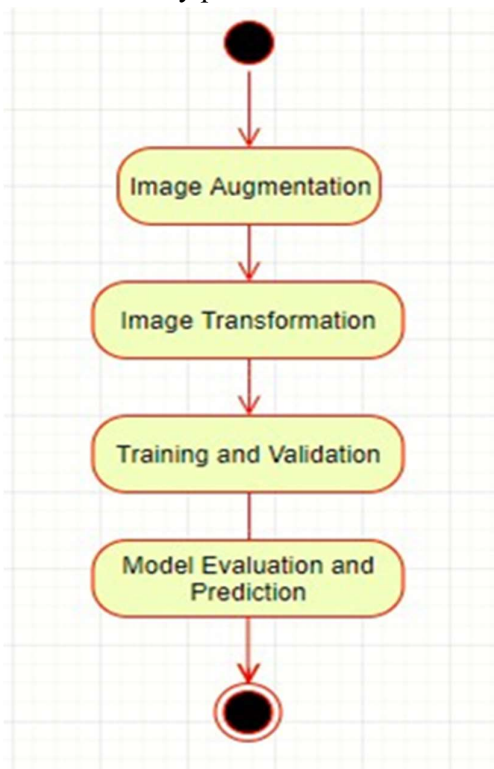 Image Augmentation
Image Transformation
Training and Validation
Model Evaluation and
Prediction